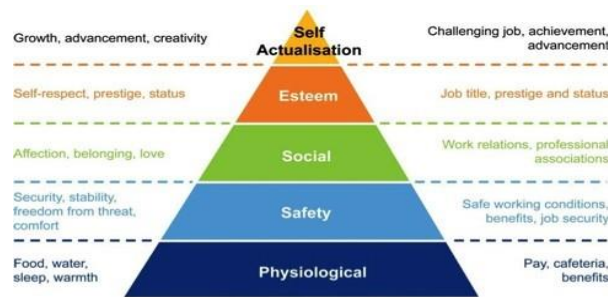 Growth, advancement, creativity
Self
Actualisation
Challenging job, achievement,
advancement
Self-respect, prestige, status
Esteem
Job title, prestige and status
Affection, belonging, love
Social
Work relations, professional
associations
Security, stability,
freedom from threat,
comfort
Safety
Safe working conditions,
benefits, job security
Food, water,
sleep, warmth
Physiological
Pay, cafeteria,
benefits